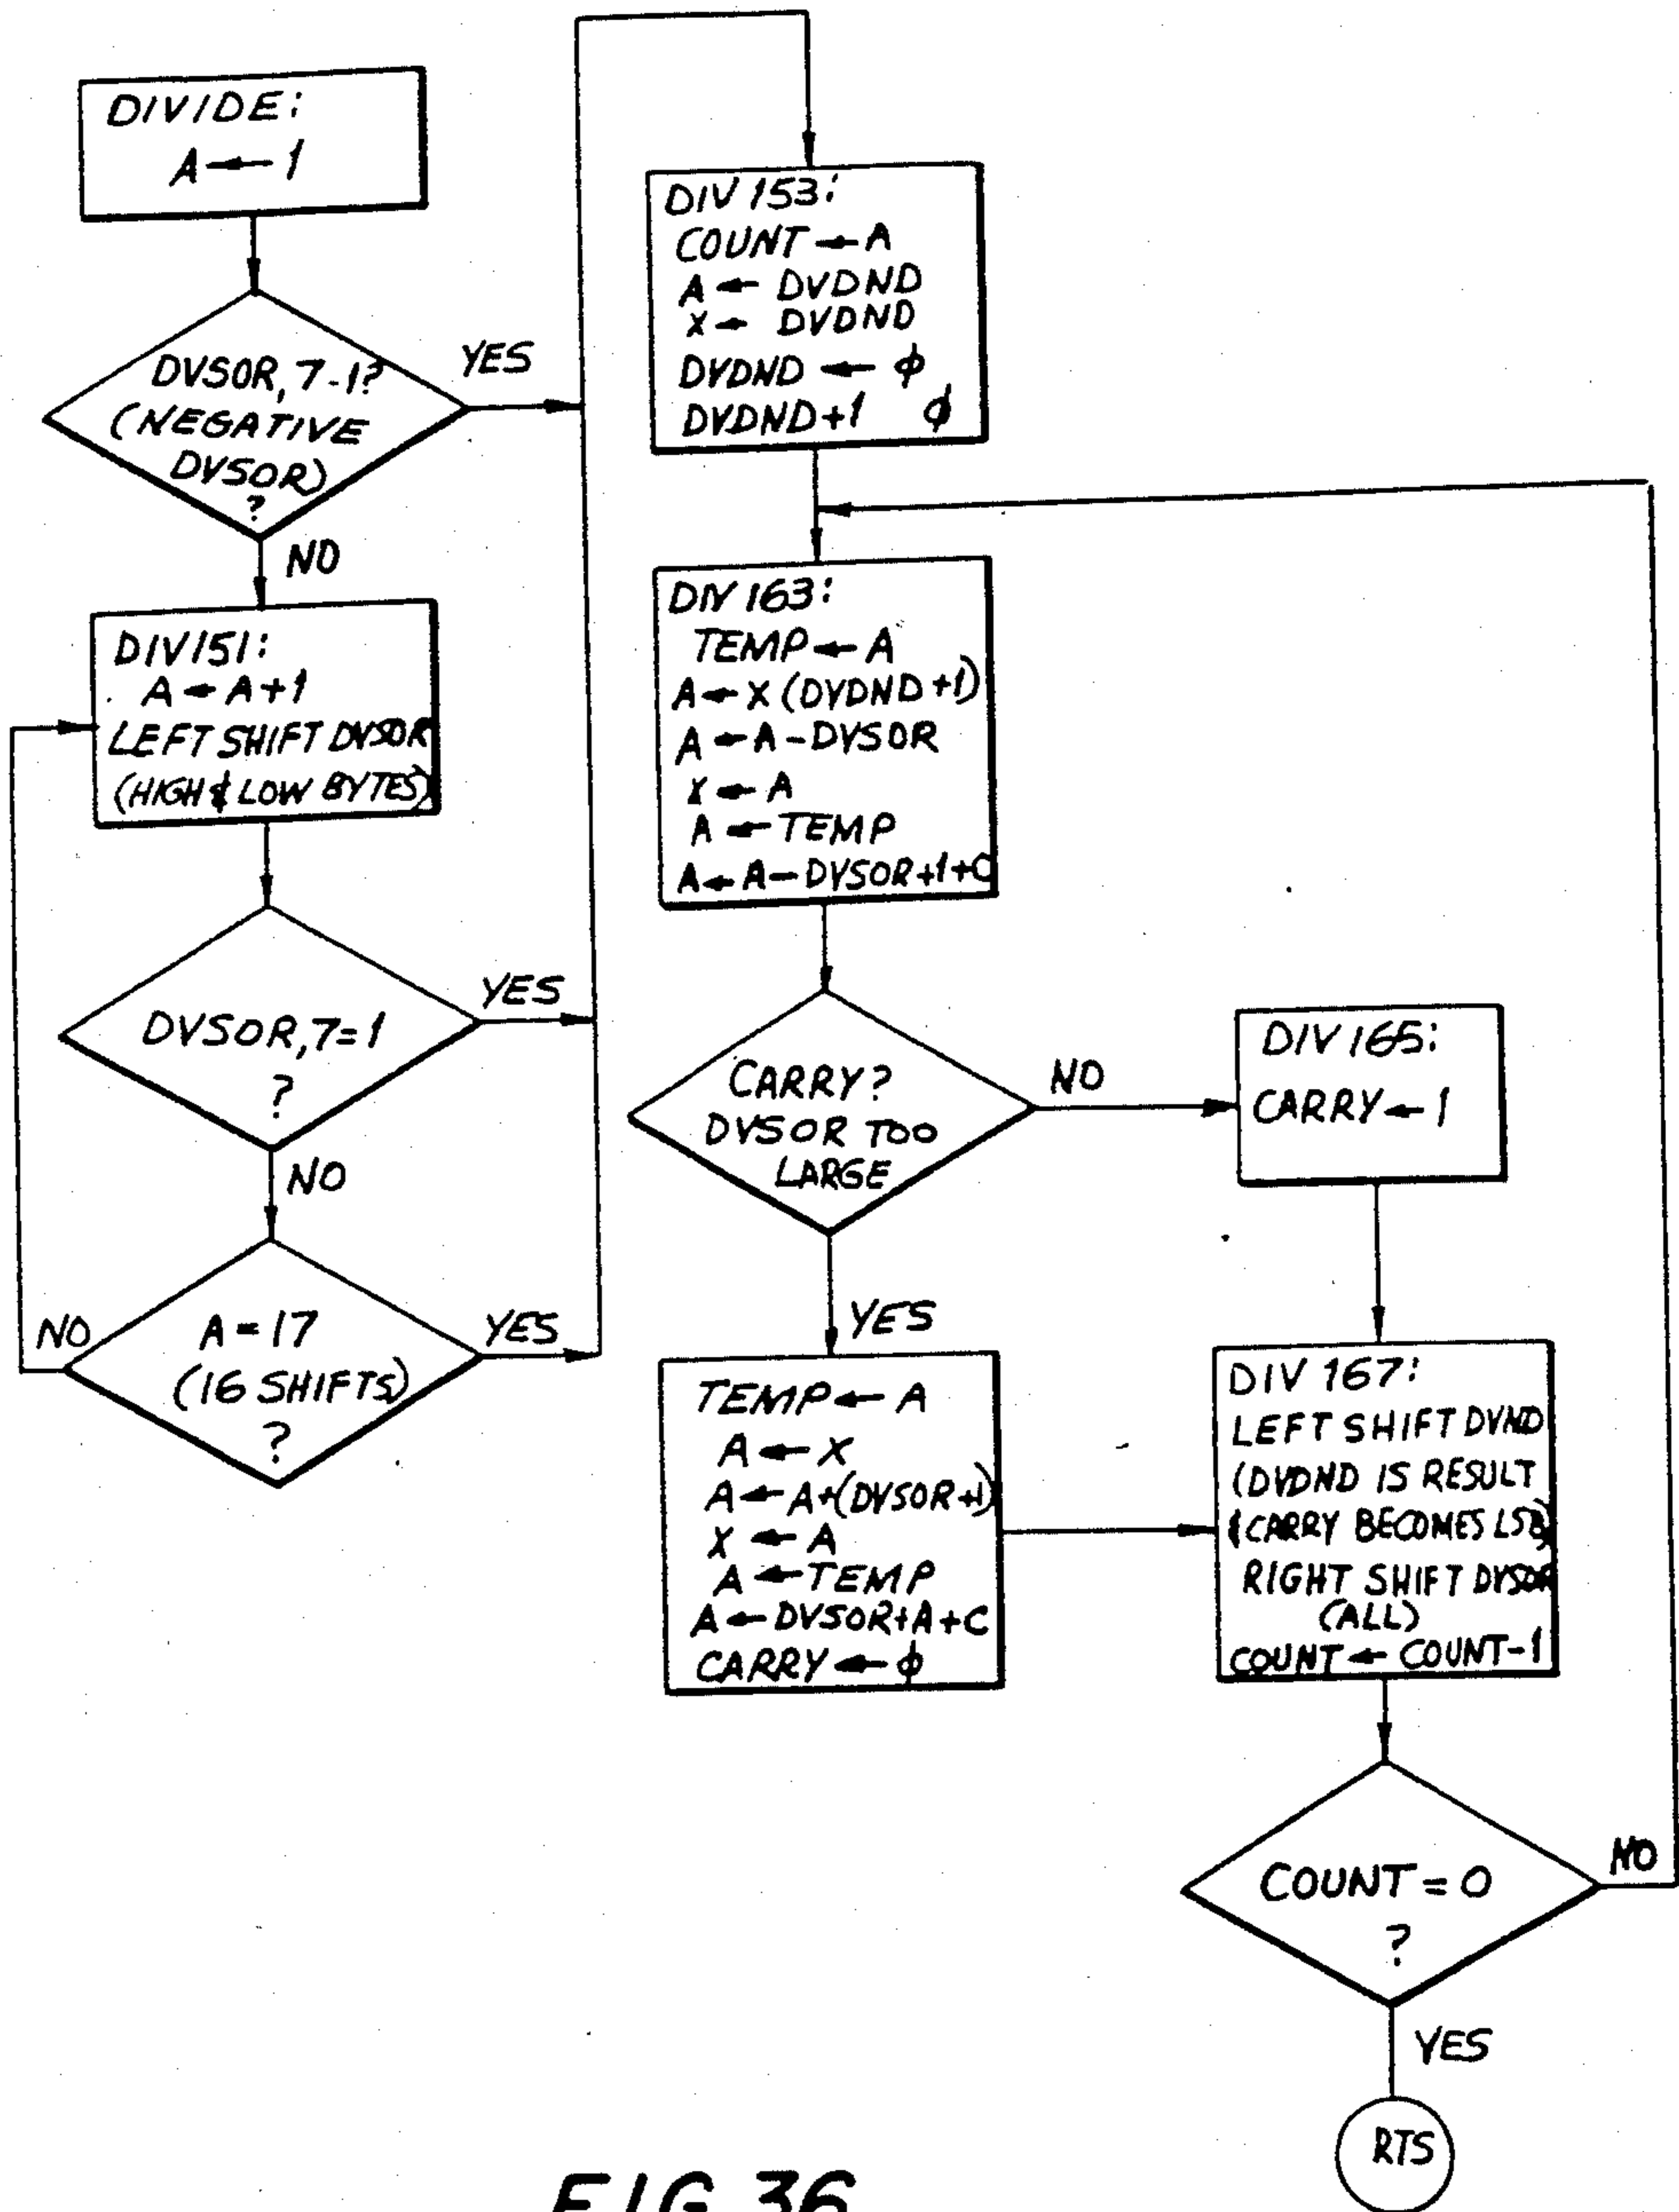 DIVIDE:
A ← 1
DVSOR, 7-1?
(NEGATIVE
DVSOR)
?
YES
NO
DIV151:
A ← A+1
LEFT SHIFT DVSOR
(HIGH & LOW BYTES)
DVSOR, 7=1
?
YES
NO
A = 17
(16 SHIFTS)
?
NO
YES
DIV 153:
COUNT ← A
A ← DVDND
X ← DVDND
DVDND ← ϕ
DVDND+1 ϕ
DIV 163:
TEMP ← A
A ← X (DVDND+1)
A ← A-DVSOR
X ← A
A ← TEMP
A ← A-DVSOR+1+C
CARRY?
DVSOR TOO
LARGE
NO
YES
DIV 165:
CARRY ← 1
TEMP ← A
A ← X
A ← A+(DVSOR+1)
X ← A
A ← TEMP
A ← DVSOR+A+C
CARRY ← ϕ
DIV 167:
LEFT SHIFT DVND
(DVDND IS RESULT
& CARRY BECOMES LSB)
RIGHT SHIFT DVSOR
(ALL)
COUNT ← COUNT-1
COUNT = 0
?
NO
YES
RTS
FIG. 36